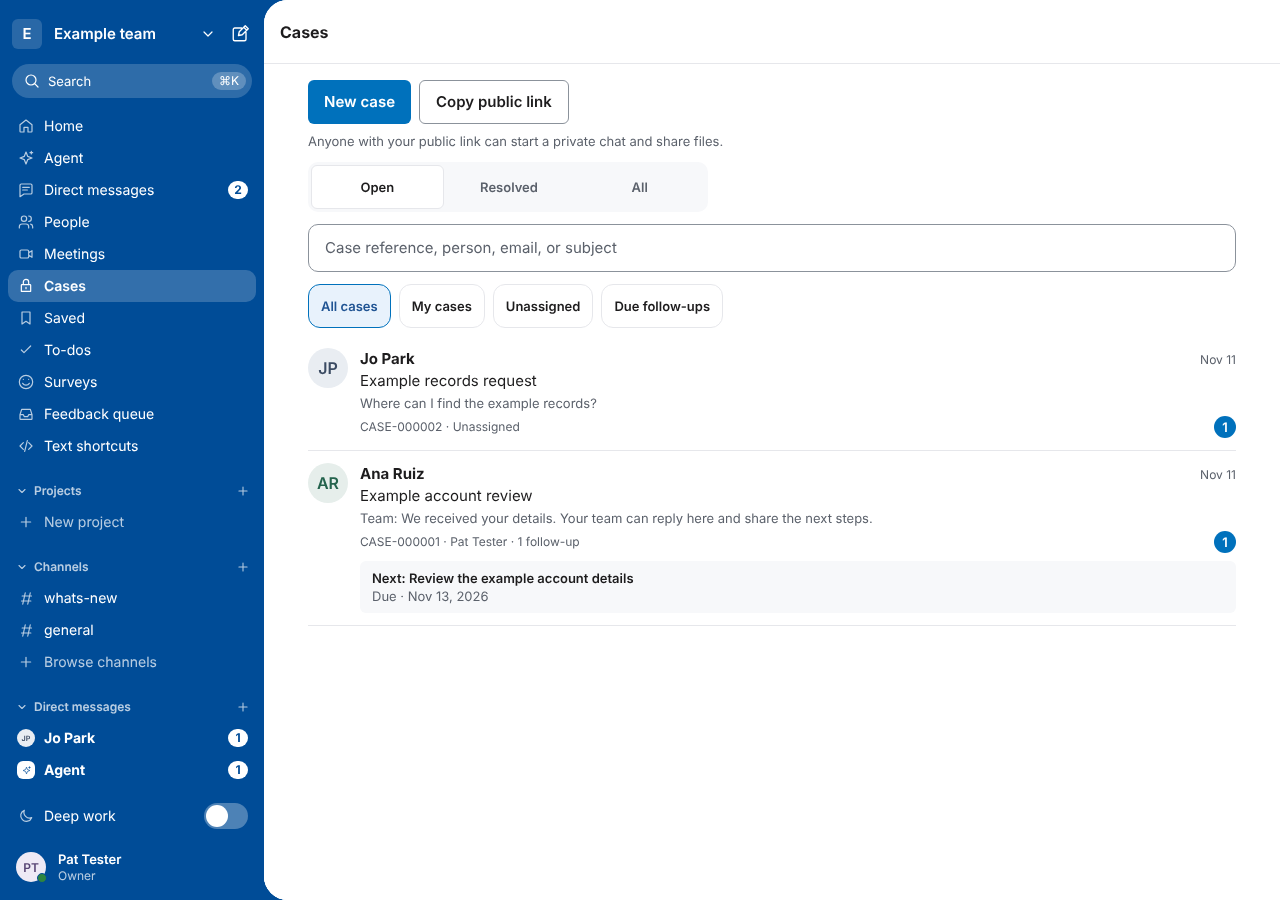 E Example team
Search ⌘K
Home
Agent
Direct messages 2
People
Meetings
Cases
Saved
To-dos
Surveys
Feedback queue
Text shortcuts
Projects
New project
Channels
# whats-new
# general
Browse channels
Direct messages
JP Jo Park 1
Agent 1
Deep work
PT Pat Tester
Owner
Cases
New case Copy public link
Anyone with your public link can start a private chat and share files.
Open Resolved All
Case reference, person, email, or subject
All cases My cases Unassigned Due follow-ups
JP Jo Park Nov 11
Example records request
Where can I find the example records?
CASE-000002 · Unassigned 1
AR Ana Ruiz Nov 11
Example account review
Team: We received your details. Your team can reply here and share the next steps.
CASE-000001 · Pat Tester · 1 follow-up 1
Next: Review the example account details
Due · Nov 13, 2026